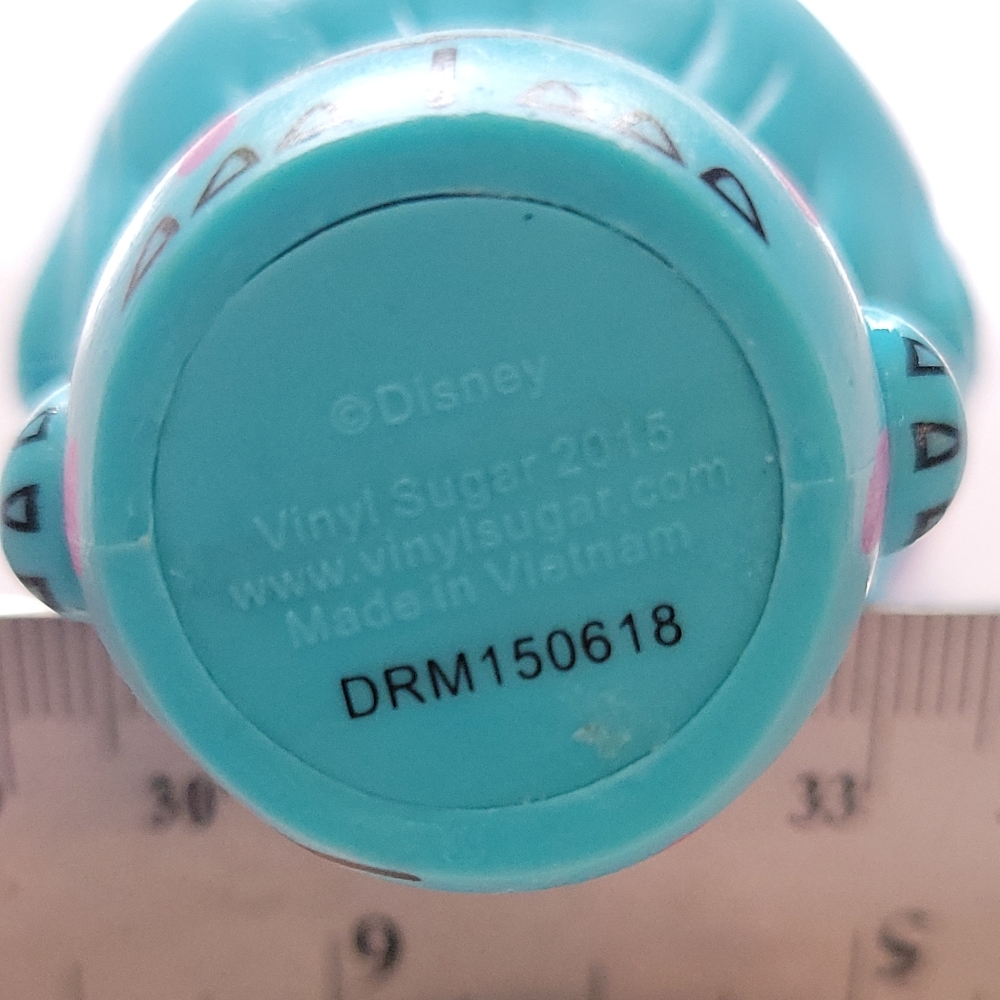 ©Disney
Vinyl Sugar 2015
www.vinylsugar.com
Made in Vietnam
DRM150618
30 33
9